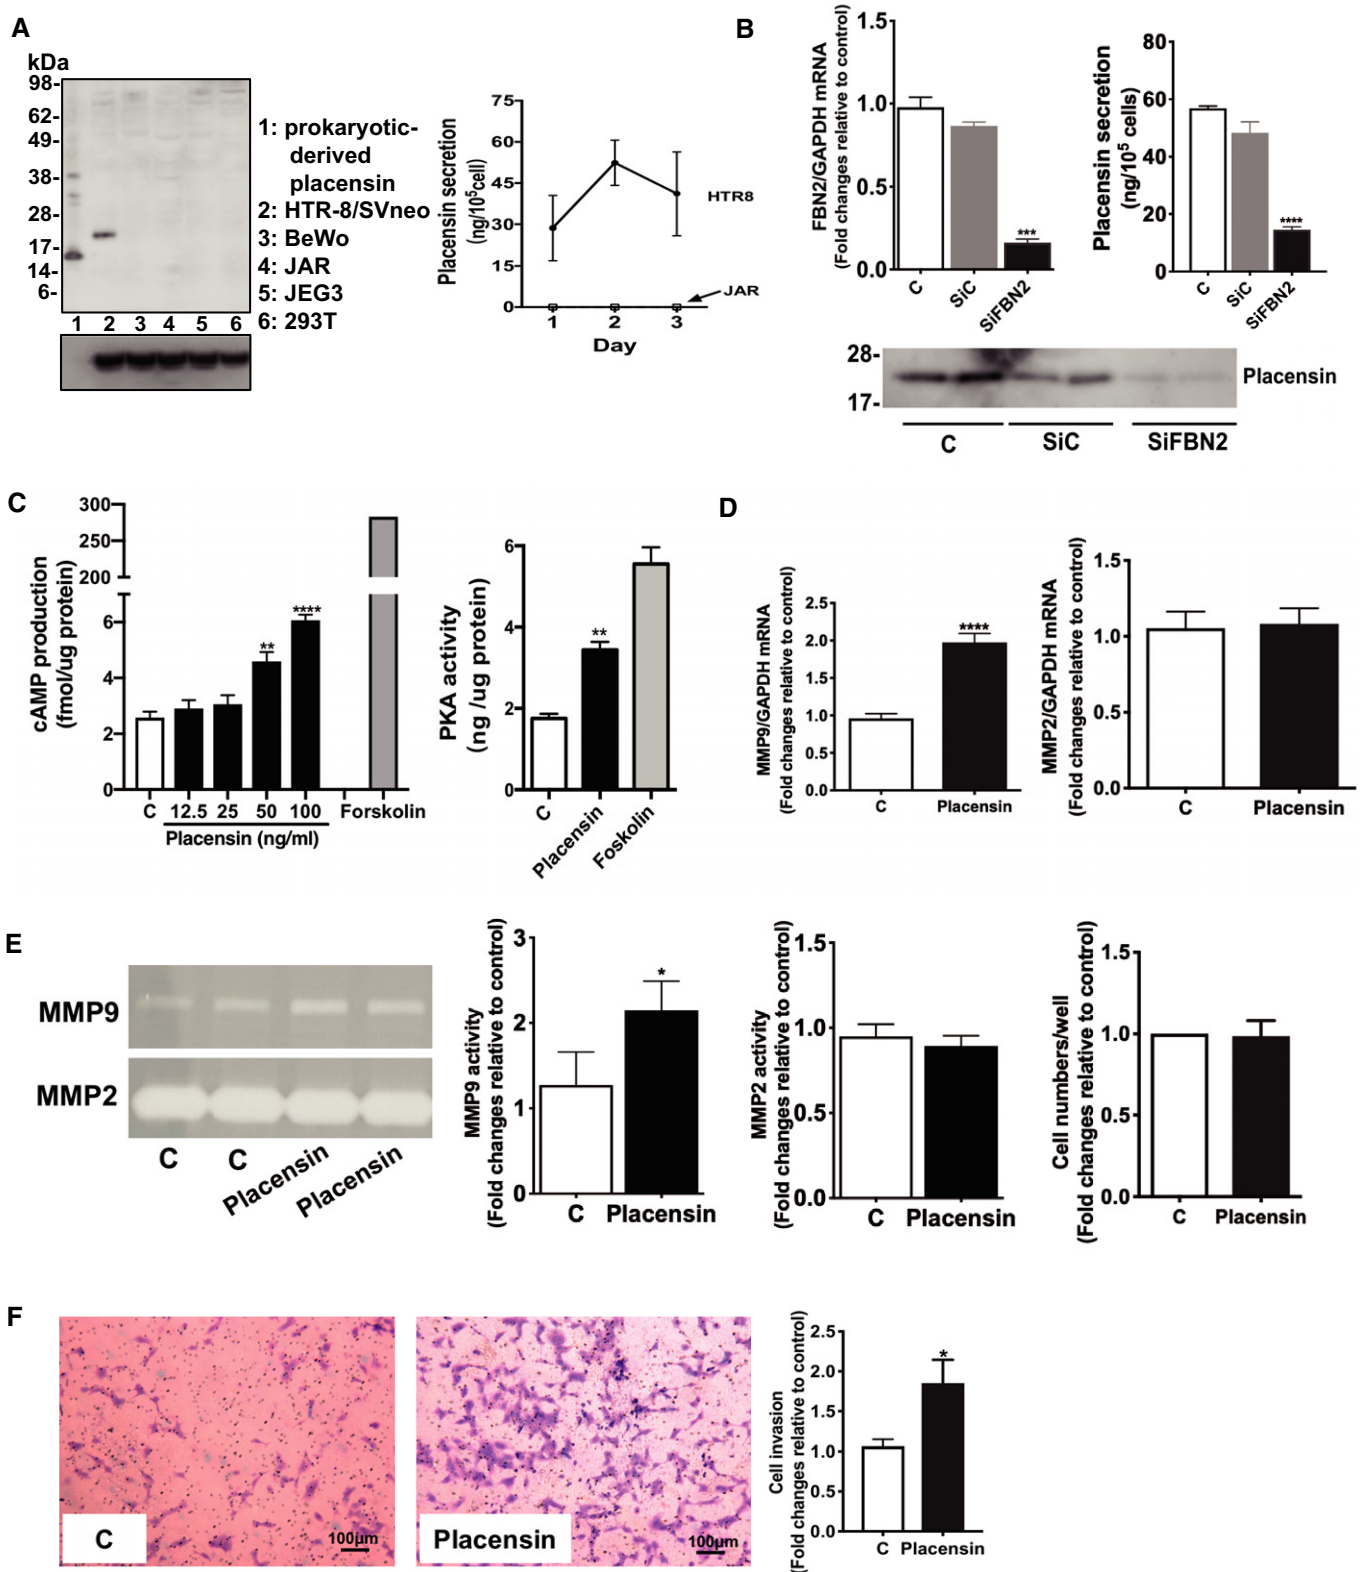 A
kDa
98-
62-
49-
38-
28-
17-
14-
6-
1 2 3 4 5 6
1: prokaryotic-
derived
placensin
2: HTR-8/SVneo
3: BeWo
4: JAR
5: JEG3
6: 293T
Placensin secretion
(ng/10⁵cell)
75
60
45
30
15
0
HTR8
JAR
1 2 3
Day
B
FBN2/GAPDH mRNA
(Fold changes relative to control)
1.5
1.0
0.5
0.0
***
C SiC SiFBN2
Placensin secretion
(ng/10⁵ cells)
80
60
40
20
0
****
C SiC SiFBN2
28-
17-
Placensin
C SiC SiFBN2
C
cAMP production
(fmol/ug protein)
300
250
200
6
4
2
0
**
****
C 12.5 25 50 100 Forskolin
Placensin (ng/ml)
PKA activity
(ng /ug protein)
6
4
2
0
**
C Placensin Foskolin
D
MMP9/GAPDH mRNA
(Fold changes relative to control)
2.5
2.0
1.5
1.0
0.5
0.0
****
C Placensin
MMP2/GAPDH mRNA
(Fold changes relative to control)
1.5
1.0
0.5
0.0
C Placensin
E
MMP9
MMP2
C C Placensin Placensin
MMP9 activity
(Fold changes relative to control)
3
2
1
0
*
C Placensin
MMP2 activity
(Fold changes relative to control)
1.5
1.0
0.5
0.0
C Placensin
Cell numbers/well
(Fold changes relative to control)
1.5
1.0
0.5
0.0
C Placensin
F
C
100µm
Placensin
100µm
Cell invasion
(Fold changes relative to control)
2.5
2.0
1.5
1.0
0.5
0.0
*
C Placensin